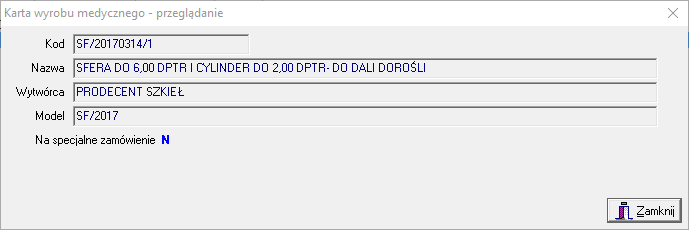 Karta wyrobu medycznego - przeglądanie
Kod SF/20170314/1
Nazwa SFERA DO 6,00 DPTR I CYLINDER DO 2,00 DPTR- DO DALI DOROŚLI
Wytwórca PRODECENT SZKIEŁ
Model SF/2017
Na specjalne zamówienie N
Zamknij